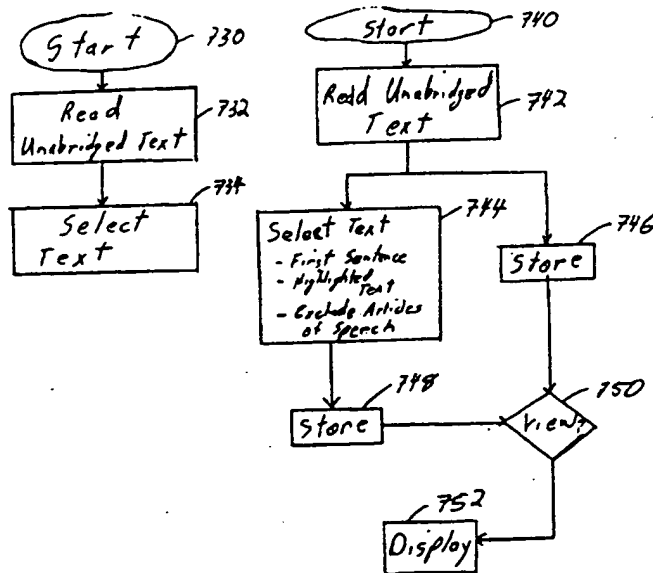 Start
730
Read
Unabridged Text
732
Select
Text
734
Start
740
Read Unabridged
Text
742
Select Text
- First Sentence
- Highlighted
Text
- Exclude Articles
of Speech
744
Store
746
Store
748
View?
750
Display
752